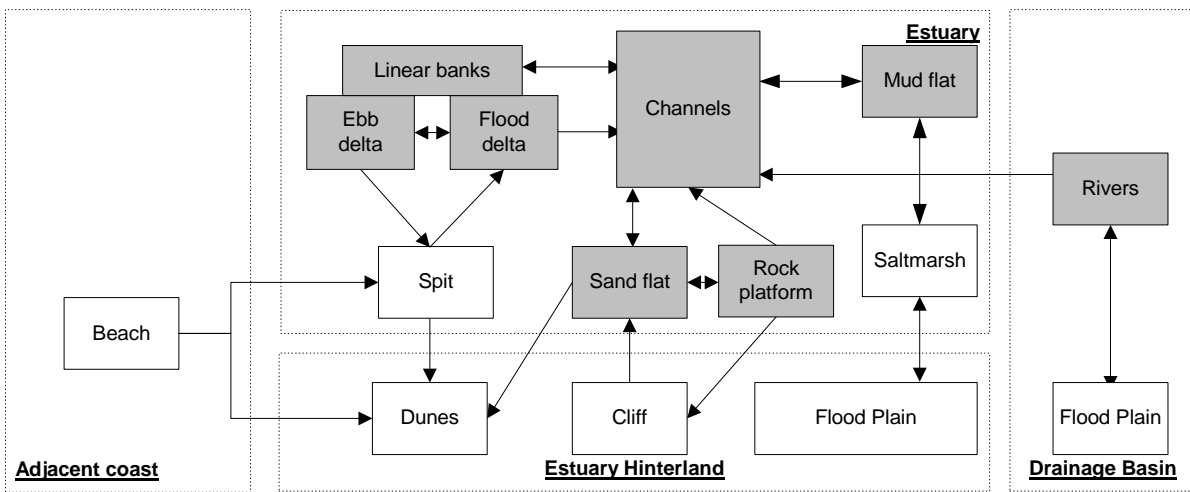 Estuary
Linear banks
Channels
Mud flat
Ebb
delta
Flood
delta
Rivers
Spit
Sand flat
Rock
platform
Saltmarsh
Beach
Dunes
Cliff
Flood Plain
Flood Plain
Adjacent coast
Estuary Hinterland
Drainage Basin